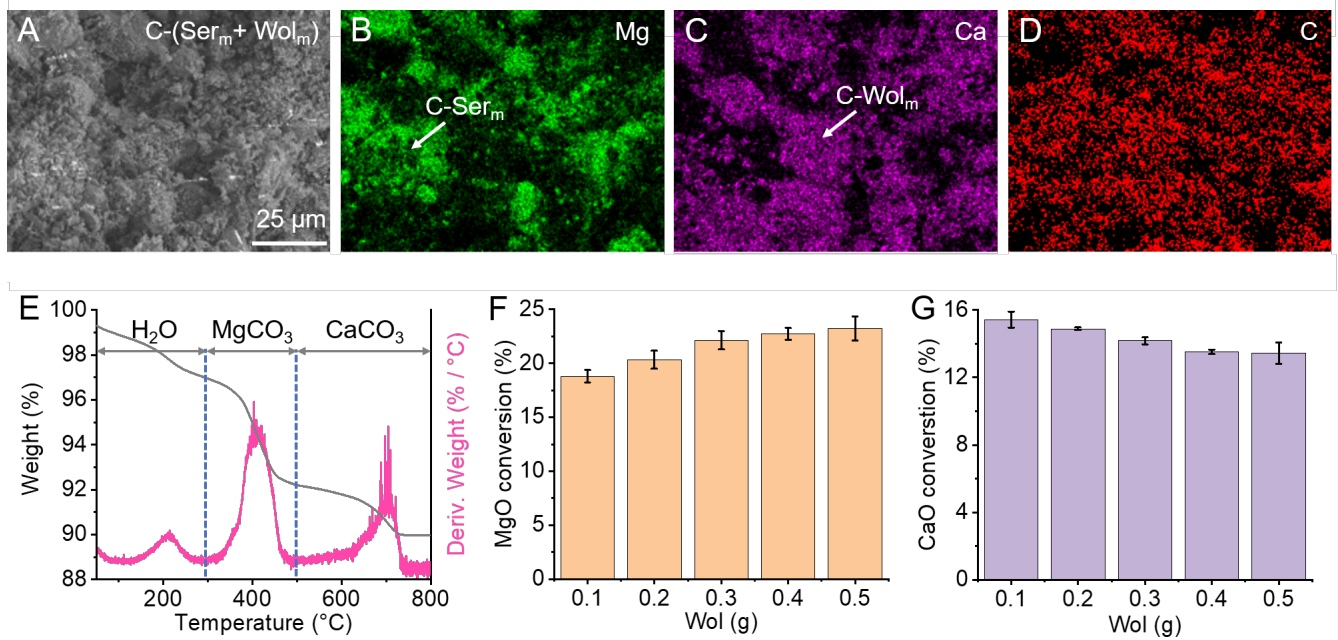 A
C-(Serₘ+ Wolₘ)
25 μm
B
Mg
C-Serₘ
C
Ca
C-Wolₘ
D
C
E
H₂O
MgCO₃
CaCO₃
100
98
96
94
92
90
88
Weight (%)
Deriv. Weight (% / °C)
200
400
600
800
Temperature (°C)
F
25
20
15
10
5
0
MgO conversion (%)
0.1
0.2
0.3
0.4
0.5
Wol (g)
G
16
12
8
4
0
CaO converstion (%)
0.1
0.2
0.3
0.4
0.5
Wol (g)